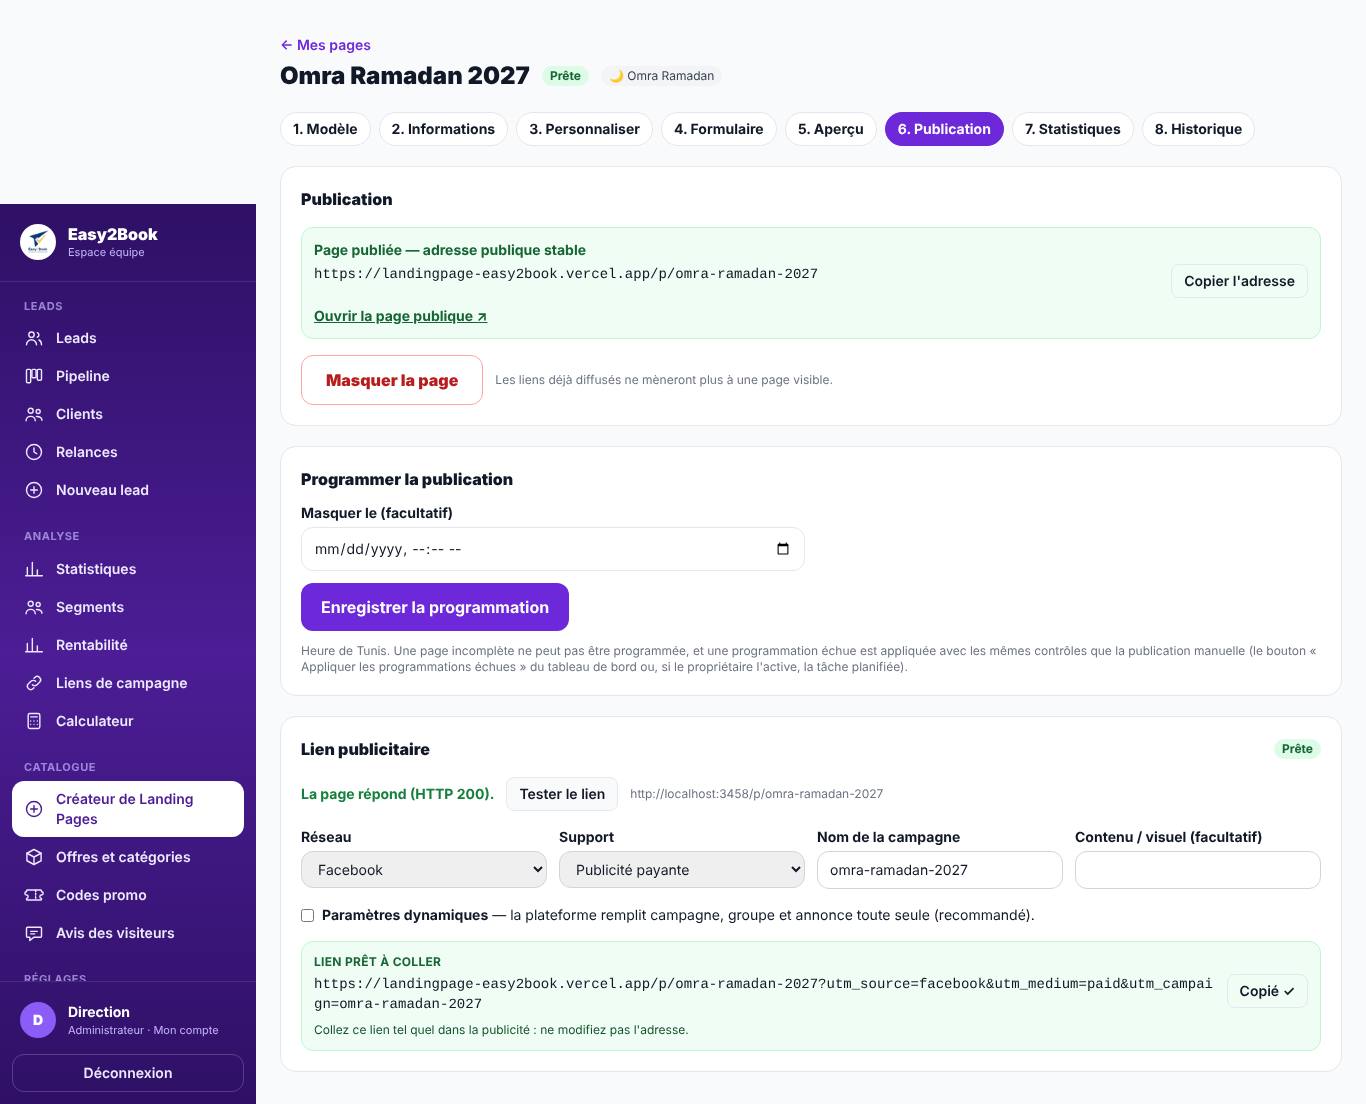 ← Mes pages
Omra Ramadan 2027
Prête
🌙 Omra Ramadan
1. Modèle
2. Informations
3. Personnaliser
4. Formulaire
5. Aperçu
6. Publication
7. Statistiques
8. Historique
Easy2Book
Espace équipe
LEADS
Leads
Pipeline
Clients
Relances
Nouveau lead
ANALYSE
Statistiques
Segments
Rentabilité
Liens de campagne
Calculateur
CATALOGUE
Créateur de Landing
Pages
Offres et catégories
Codes promo
Avis des visiteurs
RÉGLAGES
D
Direction
Administrateur · Mon compte
Déconnexion
Publication
Page publiée — adresse publique stable
https://landingpage-easy2book.vercel.app/p/omra-ramadan-2027
Copier l'adresse
Ouvrir la page publique ↗
Masquer la page
Les liens déjà diffusés ne mèneront plus à une page visible.
Programmer la publication
Masquer le (facultatif)
mm/dd/yyyy, --:-- --
Enregistrer la programmation
Heure de Tunis. Une page incomplète ne peut pas être programmée, et une programmation échue est appliquée avec les mêmes contrôles que la publication manuelle (le bouton «
Appliquer les programmations échues » du tableau de bord ou, si le propriétaire l'active, la tâche planifiée).
Lien publicitaire
Prête
La page répond (HTTP 200).
Tester le lien
http://localhost:3458/p/omra-ramadan-2027
Réseau
Support
Nom de la campagne
Contenu / visuel (facultatif)
Facebook
Publicité payante
omra-ramadan-2027
Paramètres dynamiques — la plateforme remplit campagne, groupe et annonce toute seule (recommandé).
LIEN PRÊT À COLLER
https://landingpage-easy2book.vercel.app/p/omra-ramadan-2027?utm_source=facebook&utm_medium=paid&utm_campai
gn=omra-ramadan-2027
Copié ✓
Collez ce lien tel quel dans la publicité : ne modifiez pas l'adresse.